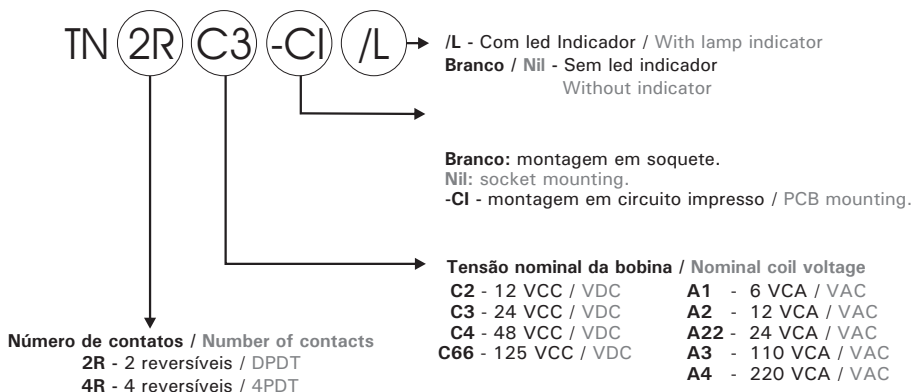 TN 2R C3 -CI /L
/L - Com led Indicador / With lamp indicator
Branco / Nil - Sem led indicador
Without indicator
Branco: montagem em soquete.
Nil: socket mounting.
-CI - montagem em circuito impresso / PCB mounting.
Tensão nominal da bobina / Nominal coil voltage
C2 - 12 VCC / VDC A1 - 6 VCA / VAC
C3 - 24 VCC / VDC A2 - 12 VCA / VAC
C4 - 48 VCC / VDC A22 - 24 VCA / VAC
C66 - 125 VCC / VDC A3 - 110 VCA / VAC
A4 - 220 VCA / VAC
Número de contatos / Number of contacts
2R - 2 reversíveis / DPDT
4R - 4 reversíveis / 4PDT